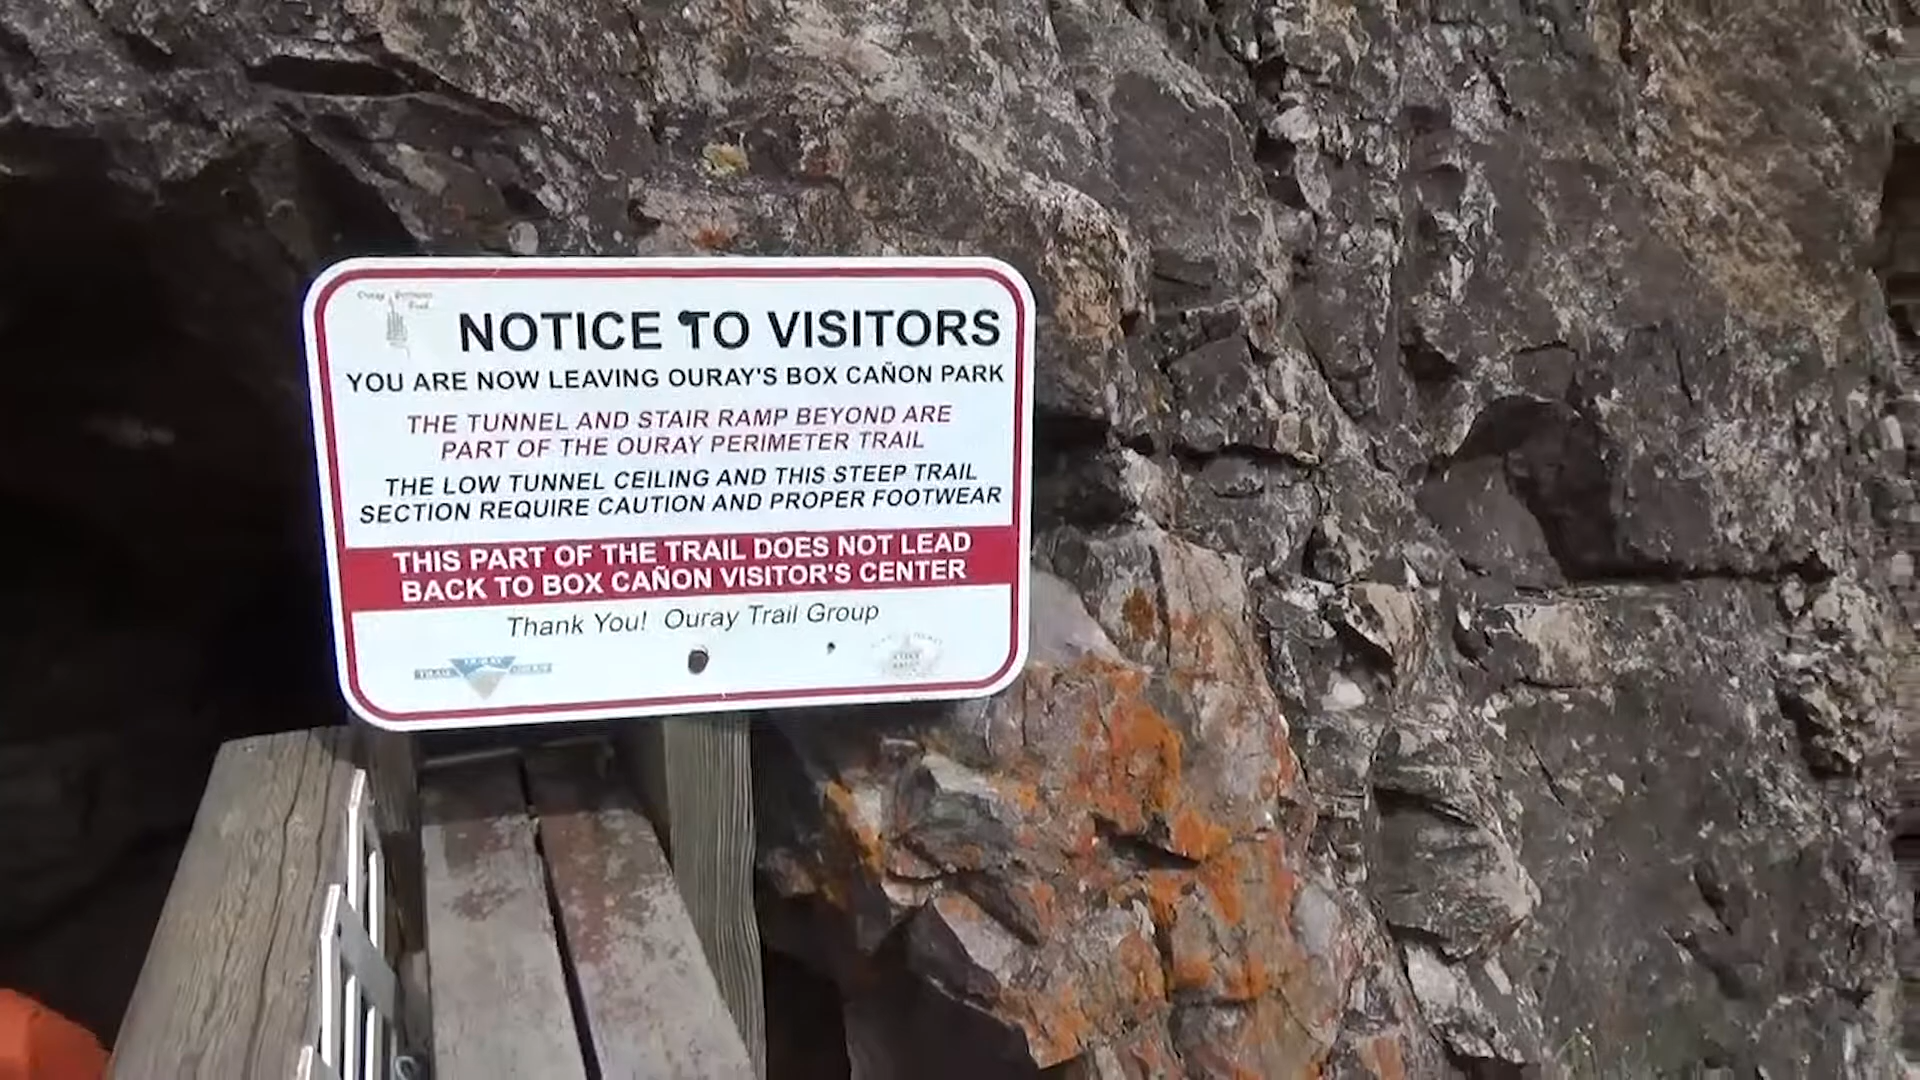 NOTICE TO VISITORS
YOU ARE NOW LEAVING OURAY'S BOX CAÑON PARK
THE TUNNEL AND STAIR RAMP BEYOND ARE
PART OF THE OURAY PERIMETER TRAIL
THE LOW TUNNEL CEILING AND THIS STEEP TRAIL
SECTION REQUIRE CAUTION AND PROPER FOOTWEAR
THIS PART OF THE TRAIL DOES NOT LEAD
BACK TO BOX CAÑON VISITOR'S CENTER
Thank You! Ouray Trail Group
OURAY
TRAIL GROUP